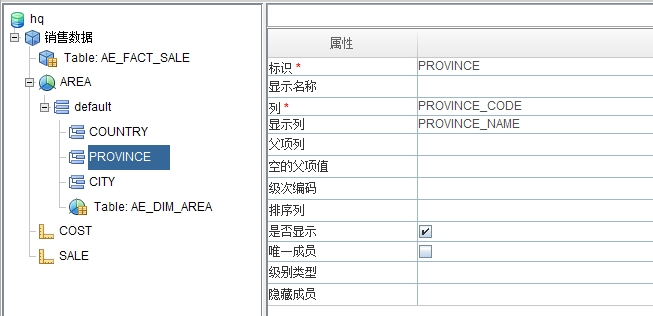 hq
销售数据
Table: AE_FACT_SALE
AREA
default
COUNTRY
PROVINCE
CITY
Table: AE_DIM_AREA
COST
SALE
属性
标识 * PROVINCE
显示名称
列 * PROVINCE_CODE
显示列 PROVINCE_NAME
父项列
空的父项值
级次编码
排序列
是否显示
唯一成员
级别类型
隐藏成员